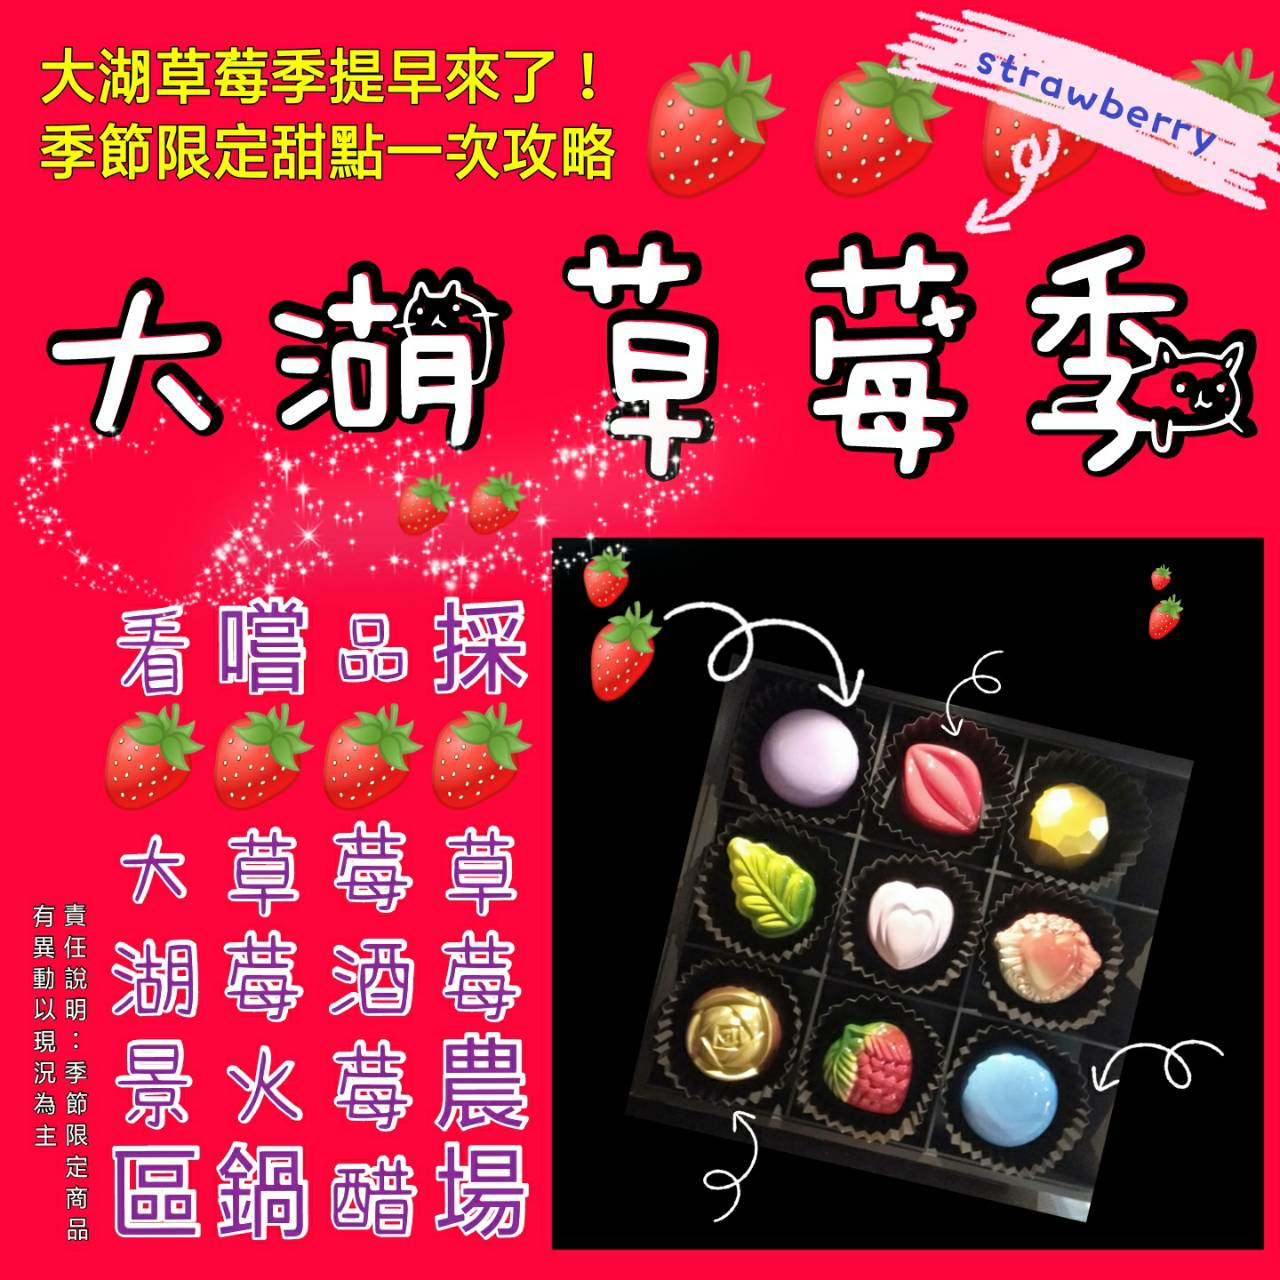 大湖草莓季提早來了！
季節限定甜點一次攻略
strawberry
大湖草莓季
採草莓農場
品莓酒莓醋
嚐草莓火鍋
看大湖景區
責任說明：季節限定商品
有異動以現況為主